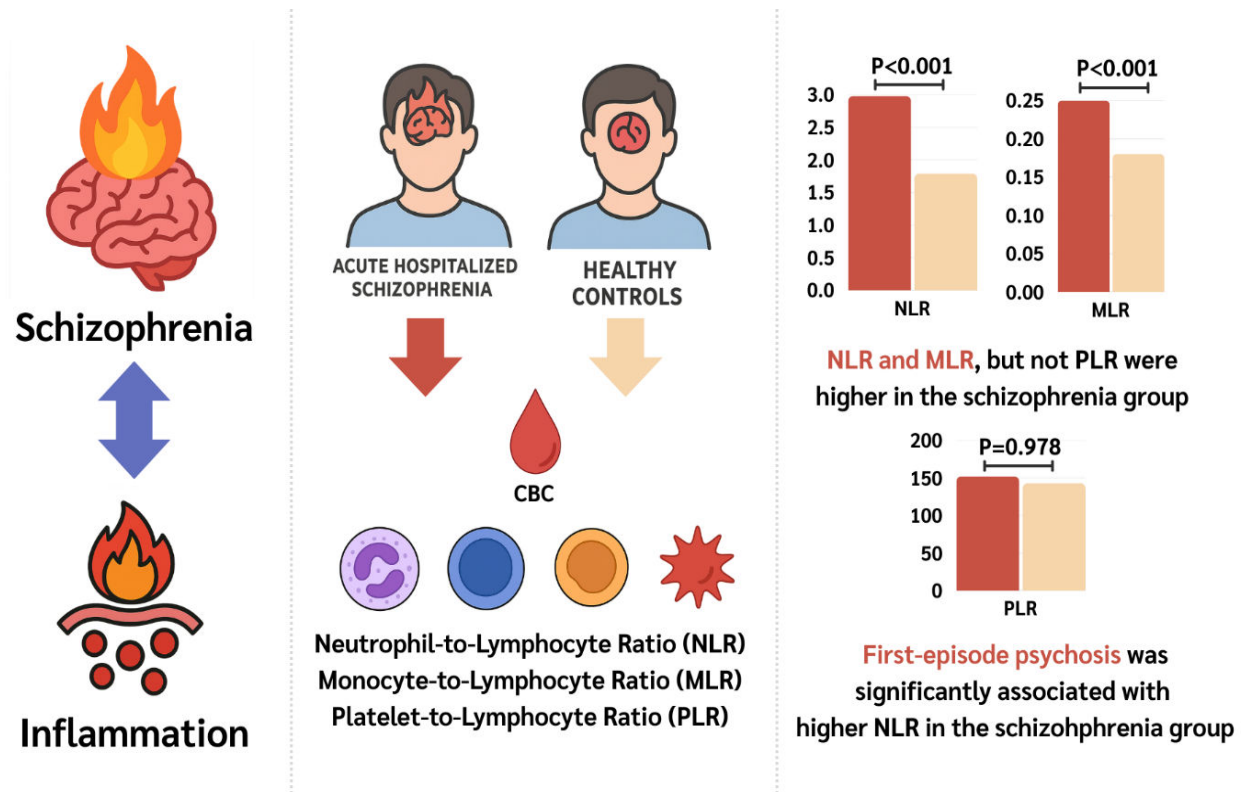 Schizophrenia
Inflammation
ACUTE HOSPITALIZED
SCHIZOPHRENIA
HEALTHY
CONTROLS
CBC
Neutrophil-to-Lymphocyte Ratio (NLR)
Monocyte-to-Lymphocyte Ratio (MLR)
Platelet-to-Lymphocyte Ratio (PLR)
P<0.001
3.0
2.5
2.0
1.5
1.0
0.5
0.0
NLR
P<0.001
0.25
0.20
0.15
0.10
0.05
0.00
MLR
NLR and MLR, but not PLR were
higher in the schizophrenia group
P=0.978
200
150
100
50
0
PLR
First-episode psychosis was
significantly associated with
higher NLR in the schizohphrenia group